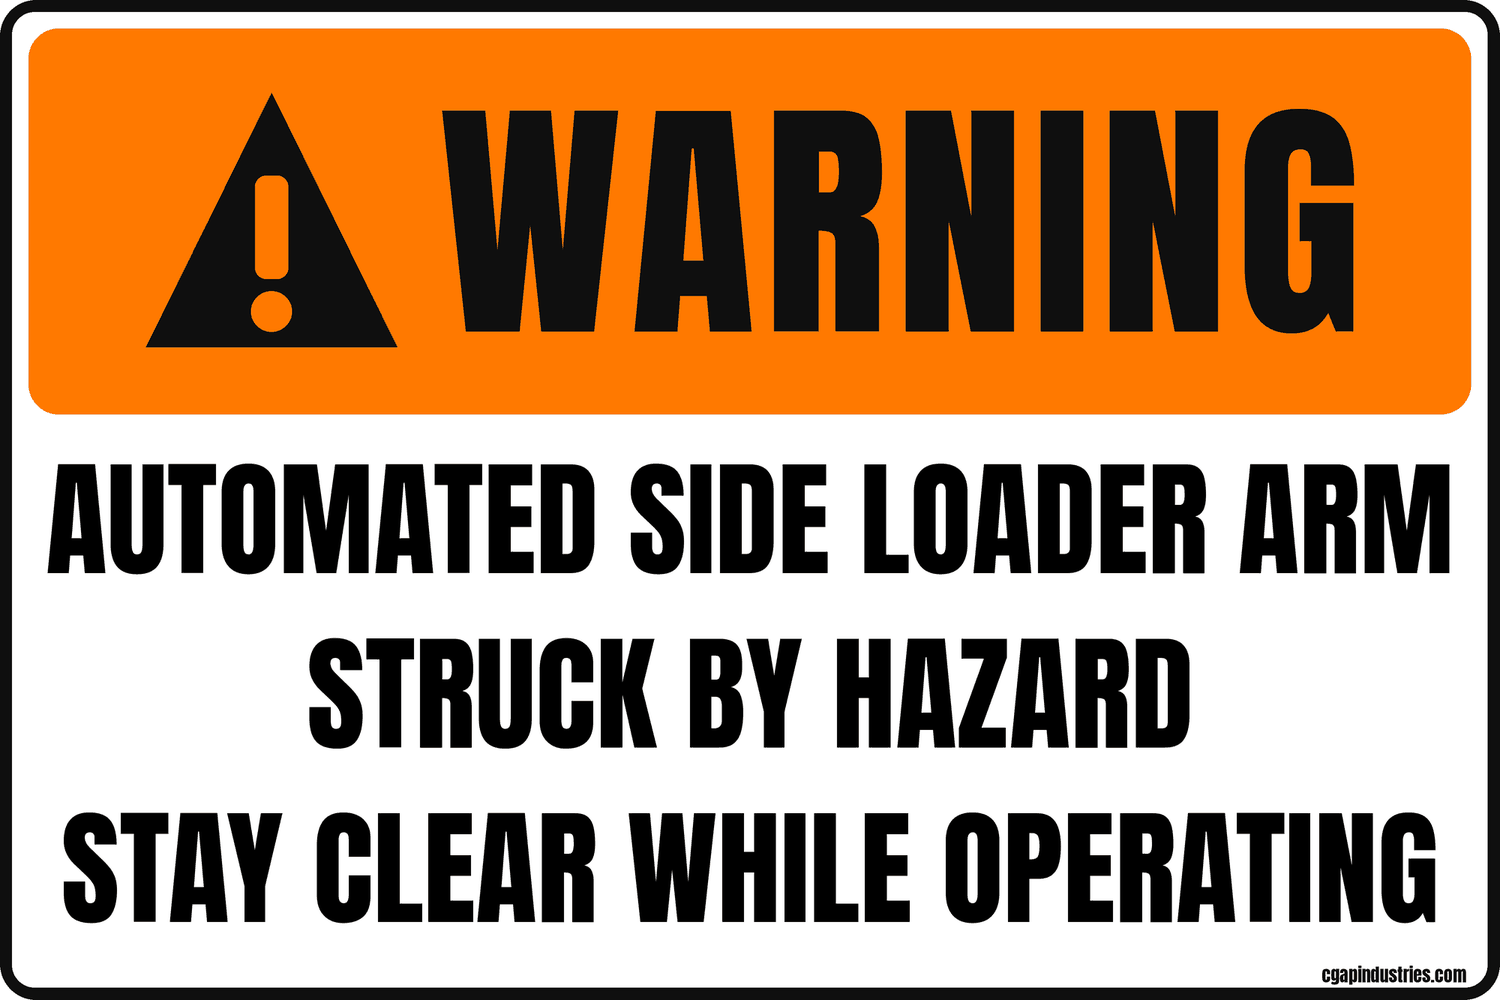 WARNING
AUTOMATED SIDE LOADER ARM
STRUCK BY HAZARD
STAY CLEAR WHILE OPERATING
cgapindustries.com